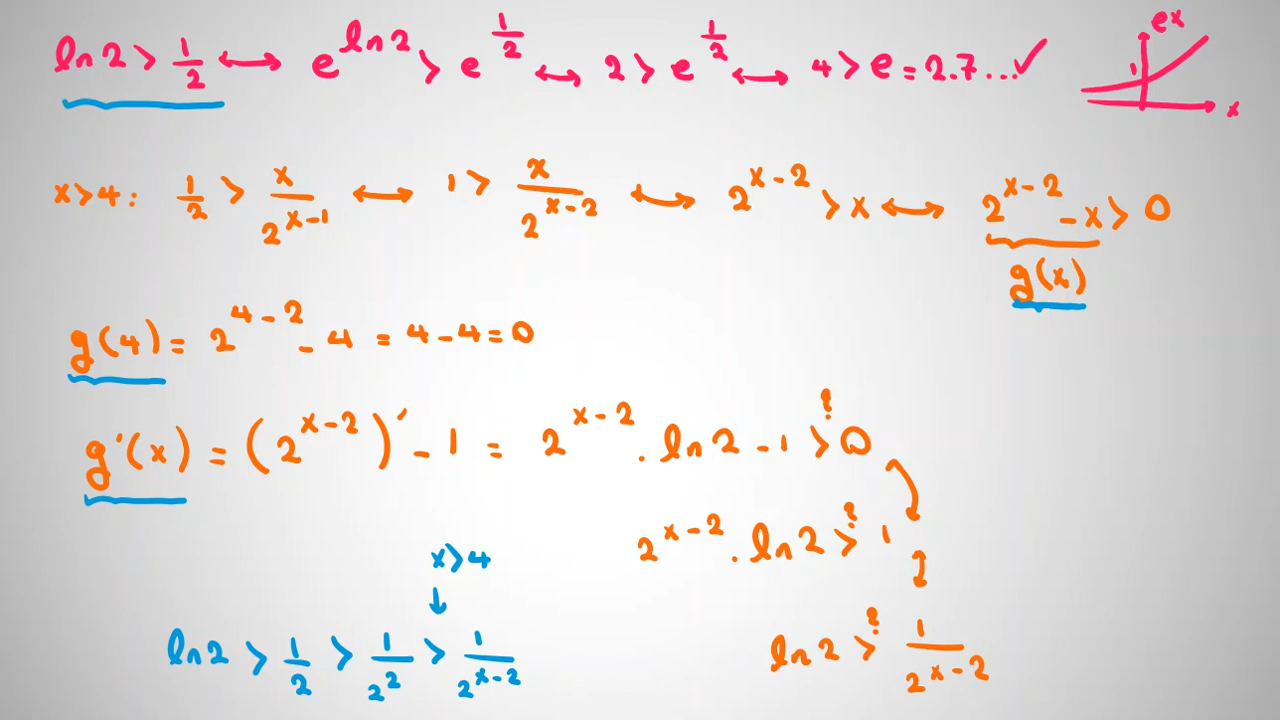 ln2 > 1/2 ↔ e^ln2 > e^1/2 ↔ 2 > e^1/2 ↔ 4 > e = 2.7...✓
e^x
1
x
x>4: 1/2 > x/2^(x-1) ↔ 1 > x/2^(x-2) ↔ 2^(x-2) > x ↔ 2^(x-2) - x > 0
g(x)
g(4) = 2^(4-2) - 4 = 4-4=0
g'(x) = (2^(x-2))' - 1 = 2^(x-2) . ln2 - 1 >? 0
2^(x-2) . ln2 >? 1
x>4
ln2 > 1/2 > 1/2^2 > 1/2^(x-2)
ln2 >? 1/2^(x-2)